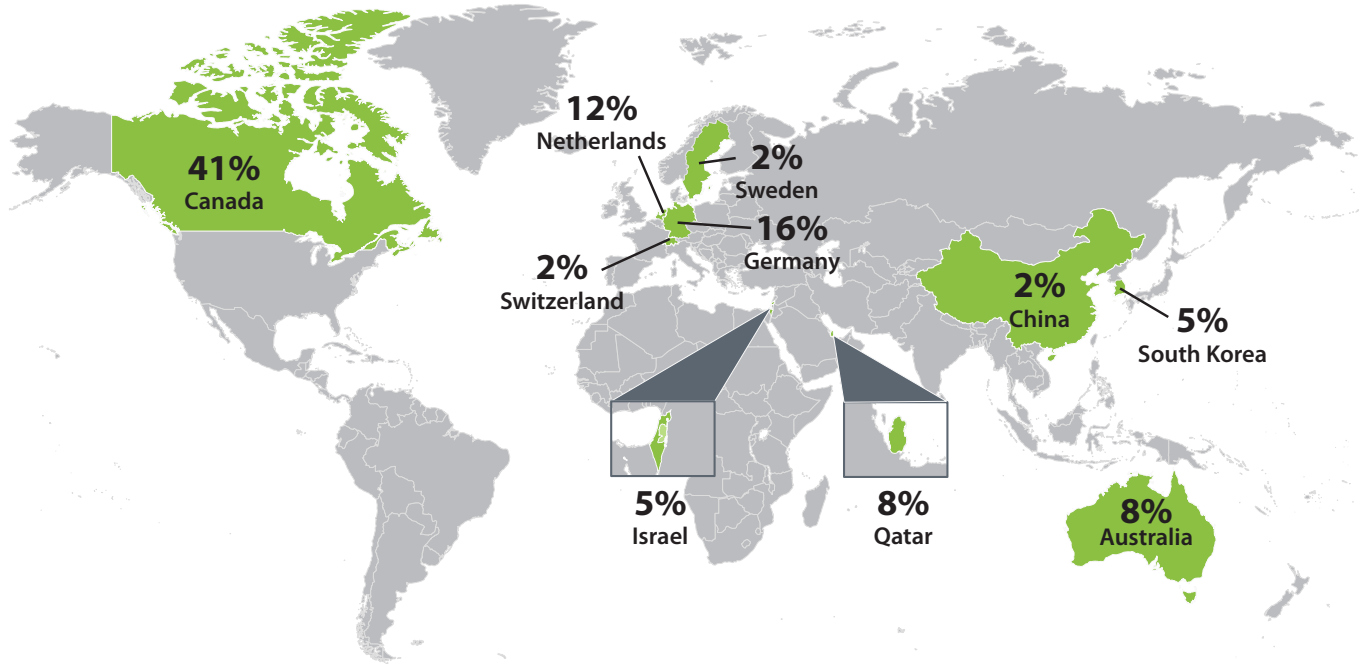 12%
Netherlands
41%
Canada
2%
Sweden
16%
Germany
2%
Switzerland
2%
China
5%
South Korea
5%
Israel
8%
Qatar
8%
Australia